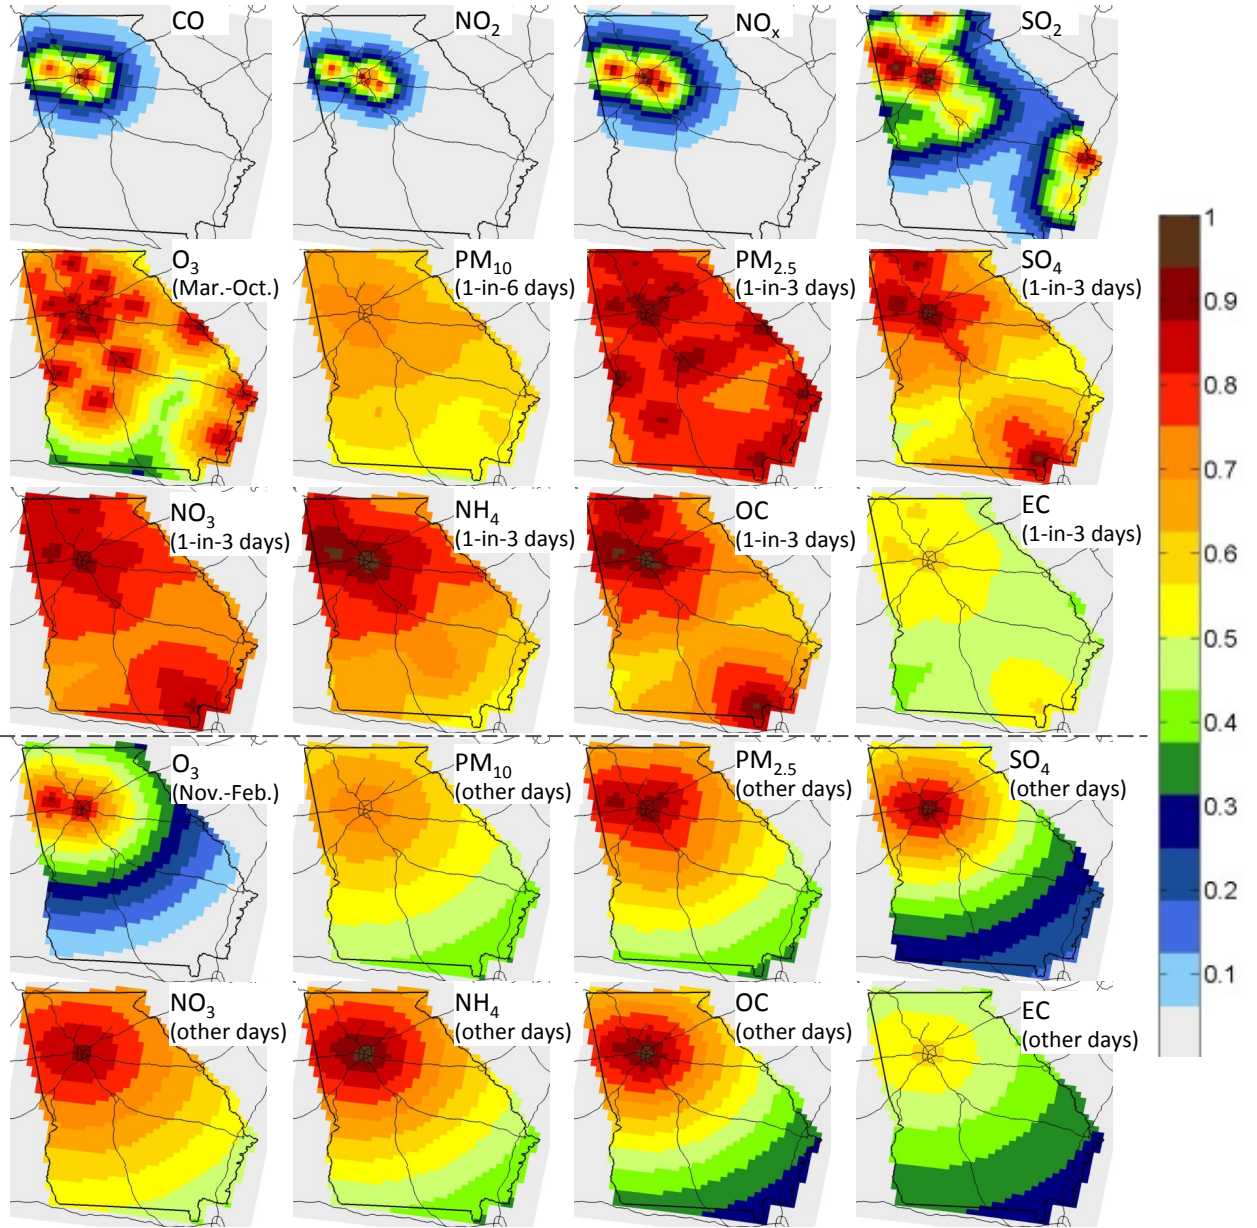 CO
NO2
NOx
SO2
O3
(Mar.-Oct.)
PM10
(1-in-6 days)
PM2.5
(1-in-3 days)
SO4
(1-in-3 days)
NO3
(1-in-3 days)
NH4
(1-in-3 days)
OC
(1-in-3 days)
EC
(1-in-3 days)
O3
(Nov.-Feb.)
PM10
(other days)
PM2.5
(other days)
SO4
(other days)
NO3
(other days)
NH4
(other days)
OC
(other days)
EC
(other days)
1
0.9
0.8
0.7
0.6
0.5
0.4
0.3
0.2
0.1